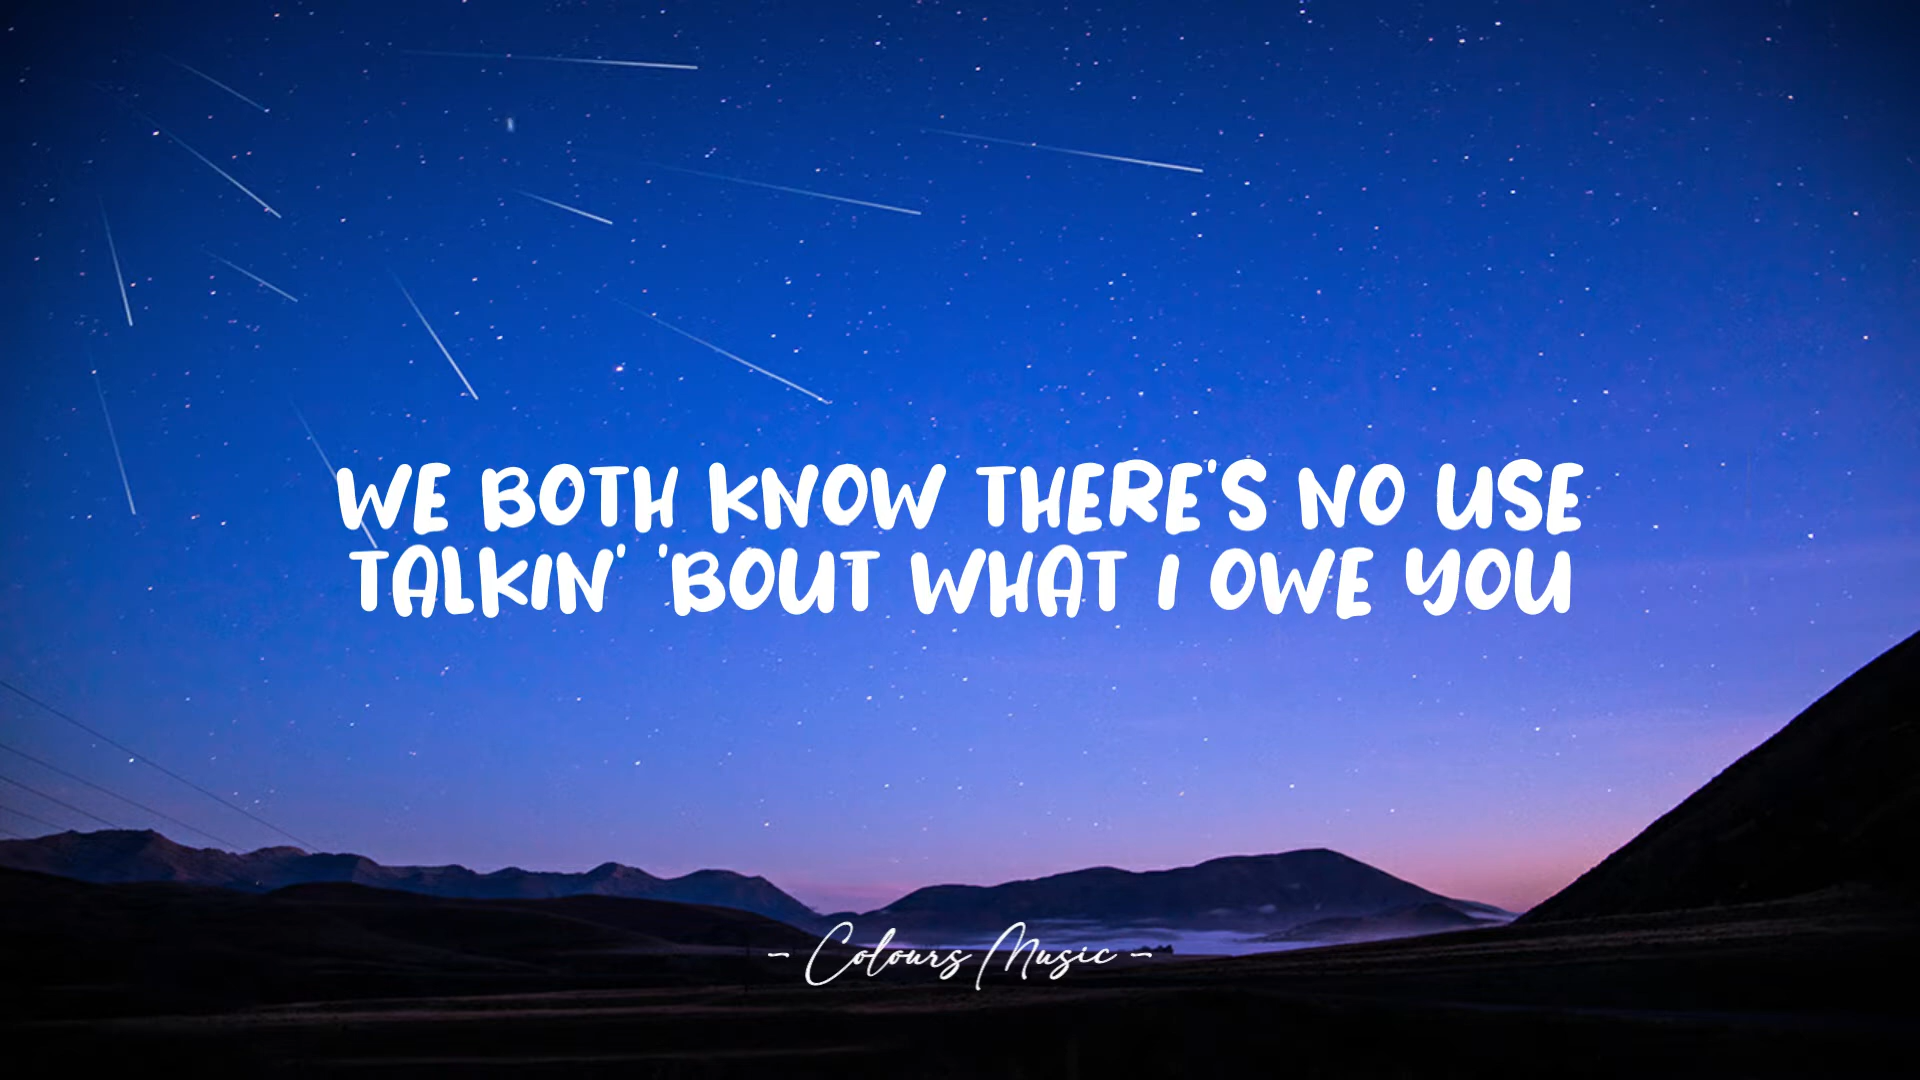 WE BOTH KNOW THERE'S NO USE
TALKIN' 'BOUT WHAT I OWE YOU
- Colours Music -